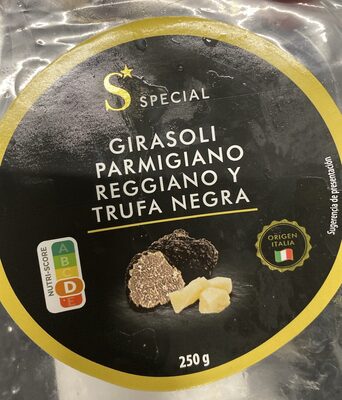 S SPECIAL
GIRASOLI
PARMIGIANO
REGGIANO Y
TRUFA NEGRA
ORIGEN
ITALIA
Sugerencia de presentación
NUTRI-SCORE
A
B
C
D
E
250 g